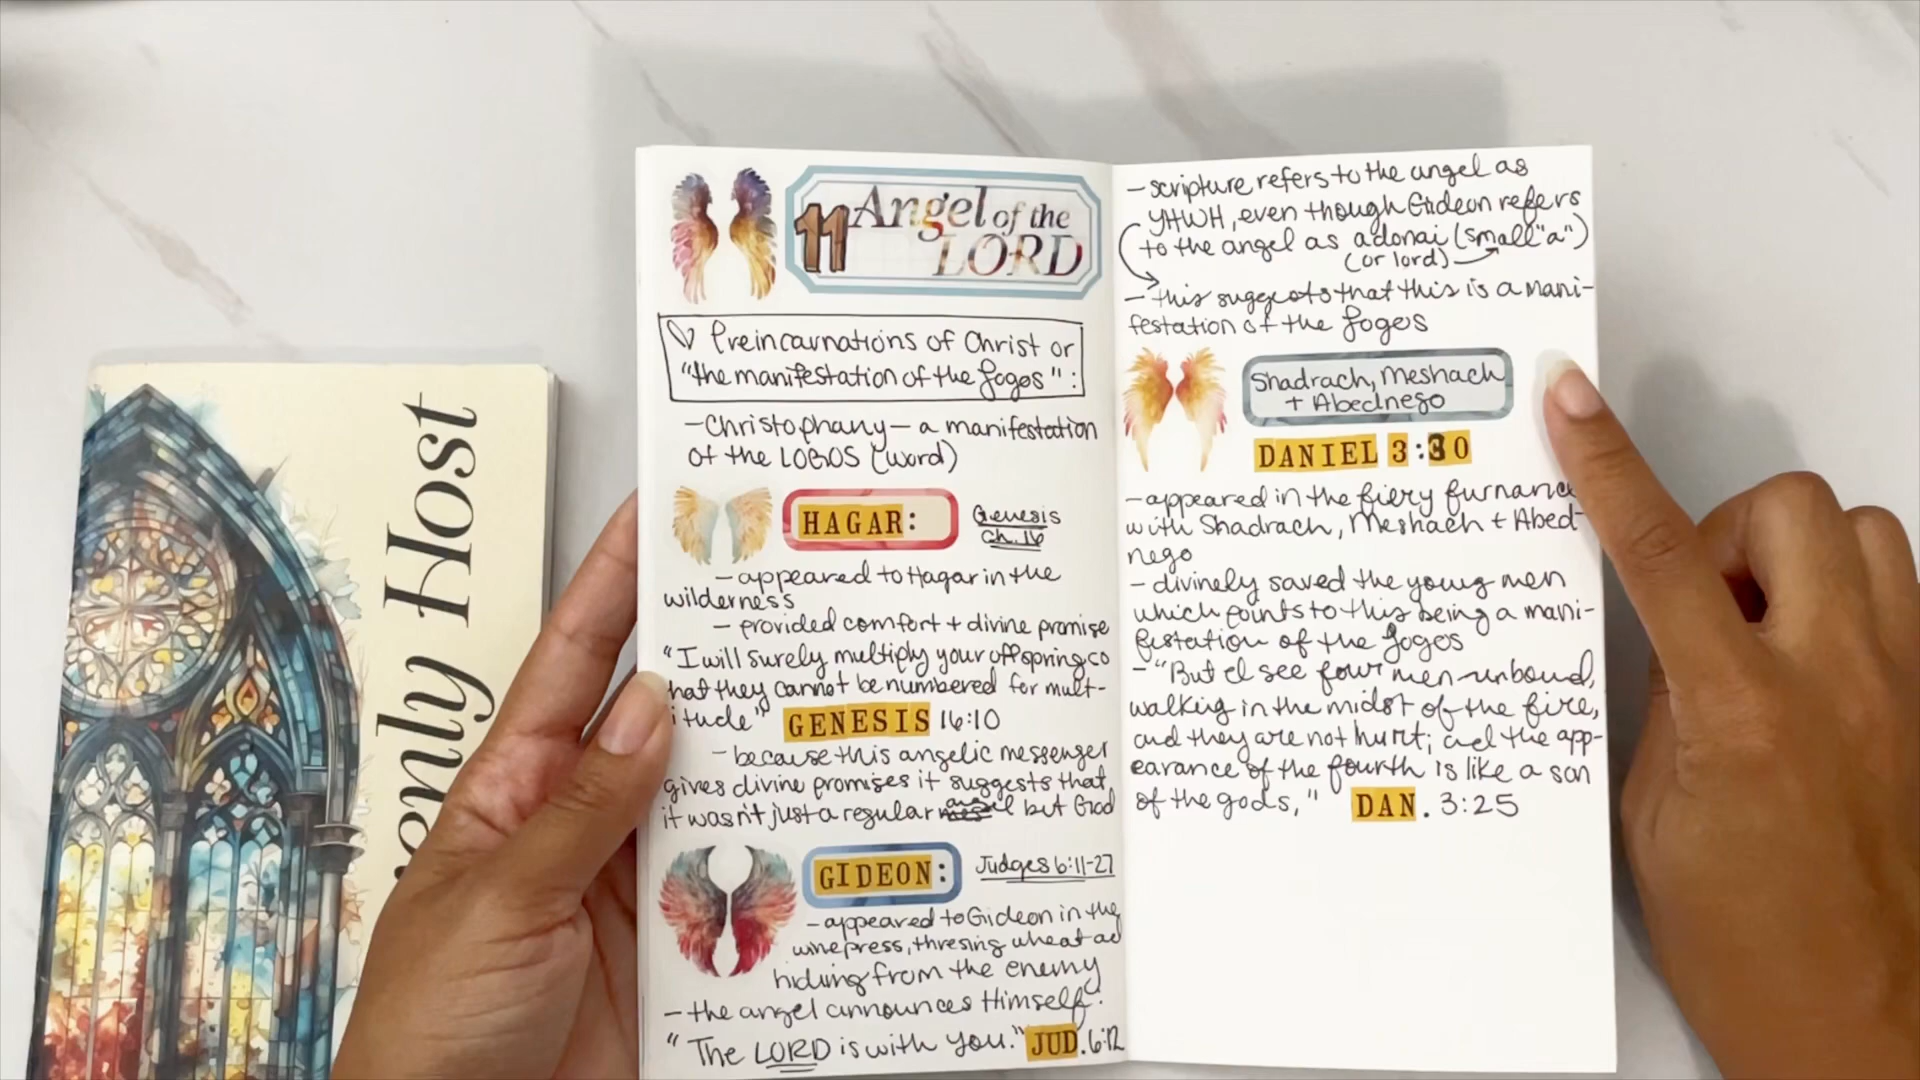 enly Host
11 Angel of the
LORD
Preincarnations of Christ or
"the manifestation of the Logos":
-Christophany- a manifestation
of the LOGOS (word)
HAGAR:
Genesis
ch.16
-appeared to Hagar in the
wilderness
- provided comfort + divine promise
"I will surely multiply your offspring so
that they cannot be numbered for mult-
itude" GENESIS 16:10
-because this angelic messenger
gives divine promises it suggests that
it wasn't just a regular angel but God
GIDEON:
Judges 6:11-27
-appeared to Gideon in the
winepress, thresing wheat ad
hiding from the enemy
-the angel announces Himself:
"The LORD is with you." JUD. 6:12
-scripture refers to the angel as
YHWH, even though Gideon refers
to the angel as adonai (small "a")
(or lord)
-this suggests that this is a mani-
festation of the Logos
Shadrach, Meshach
+ Abednego
DANIEL 3:30
-appeared in the fiery furnance
with Shadrach, Meshach + Abed-
nego
- divinely saved the young men
which points to this being a mani-
festation of the Logos
-"But I see four men unbound,
walking in the midst of the fire,
and they are not hurt; and the app-
earance of the fourth is like a son
of the gods," DAN. 3:25